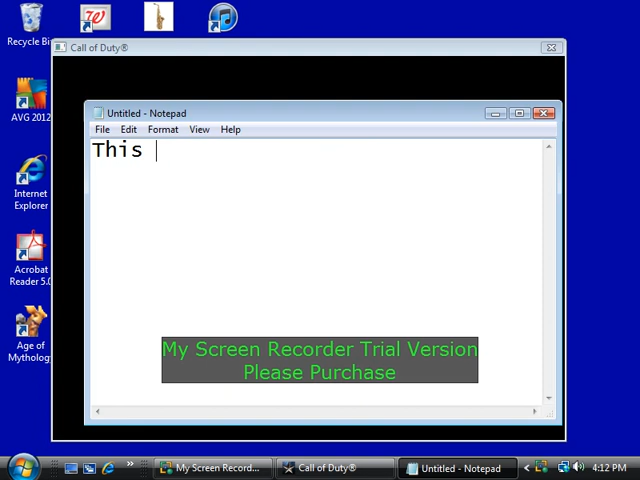 Recycle Bi
Call of Duty®
Untitled - Notepad
File Edit Format View Help
This
AVG 2012
Internet
Explorer
Acrobat
Reader 5.0
Age of
Mythology
My Screen Recorder Trial Version
Please Purchase
My Screen Record...
Call of Duty®
Untitled - Notepad
4:12 PM